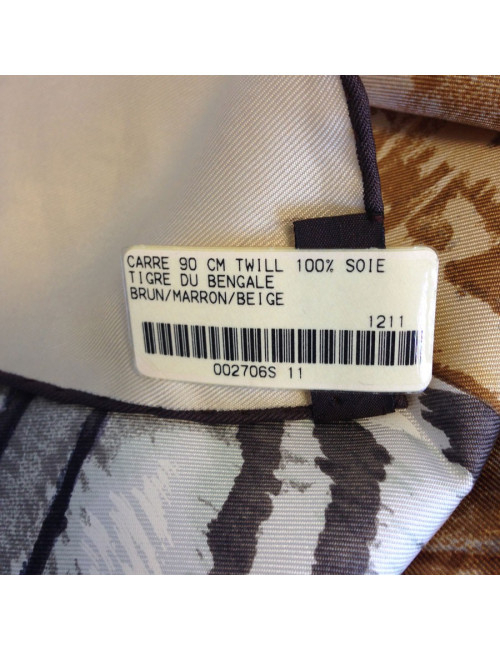 CARRE 90 CM TWILL 100% SOIE
TIGRE DU BENGALE
BRUN/MARRON/BEIGE
1211
002706S 11